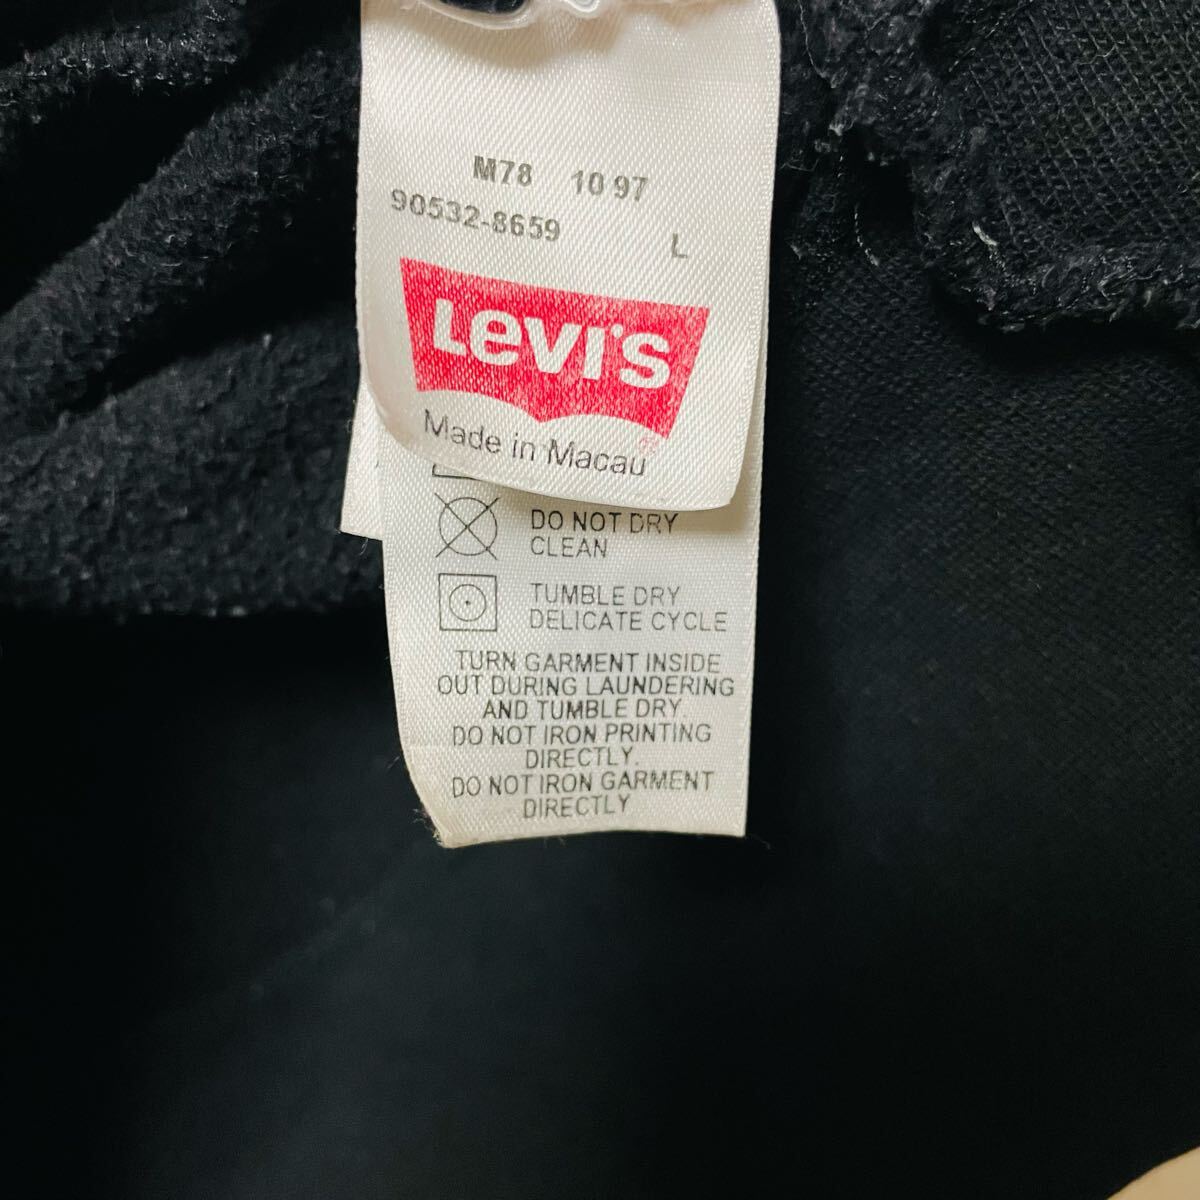 M78 10 97
90532-8659 L
Levi's
Made in Macau
DO NOT DRY
CLEAN
TUMBLE DRY
DELICATE CYCLE
TURN GARMENT INSIDE
OUT DURING LAUNDERING
AND TUMBLE DRY.
DO NOT IRON PRINTING
DIRECTLY.
DO NOT IRON GARMENT
DIRECTLY